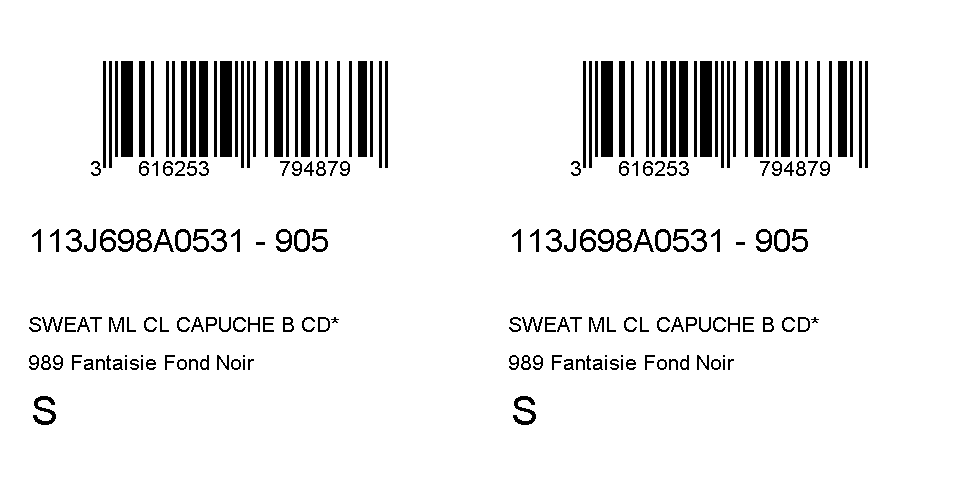 3 616253 794879
113J698A0531 - 905
SWEAT ML CL CAPUCHE B CD*
989 Fantaisie Fond Noir
S
3 616253 794879
113J698A0531 - 905
SWEAT ML CL CAPUCHE B CD*
989 Fantaisie Fond Noir
S